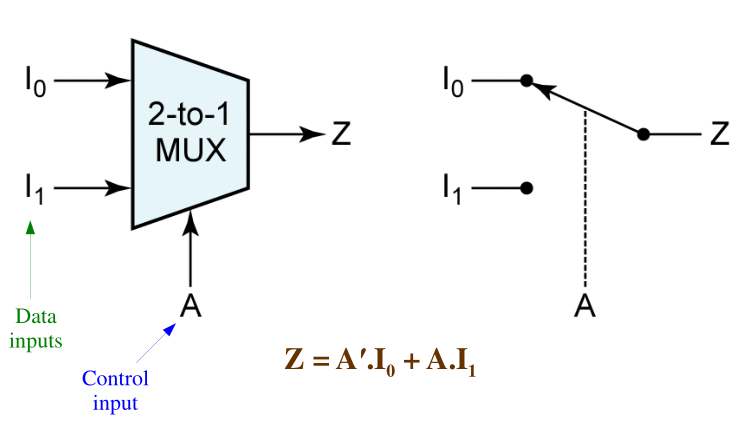 I₀
I₁
2-to-1
MUX
Z
A
Data
inputs
Control
input
I₀
I₁
Z
A
Z = A′.I₀ + A.I₁